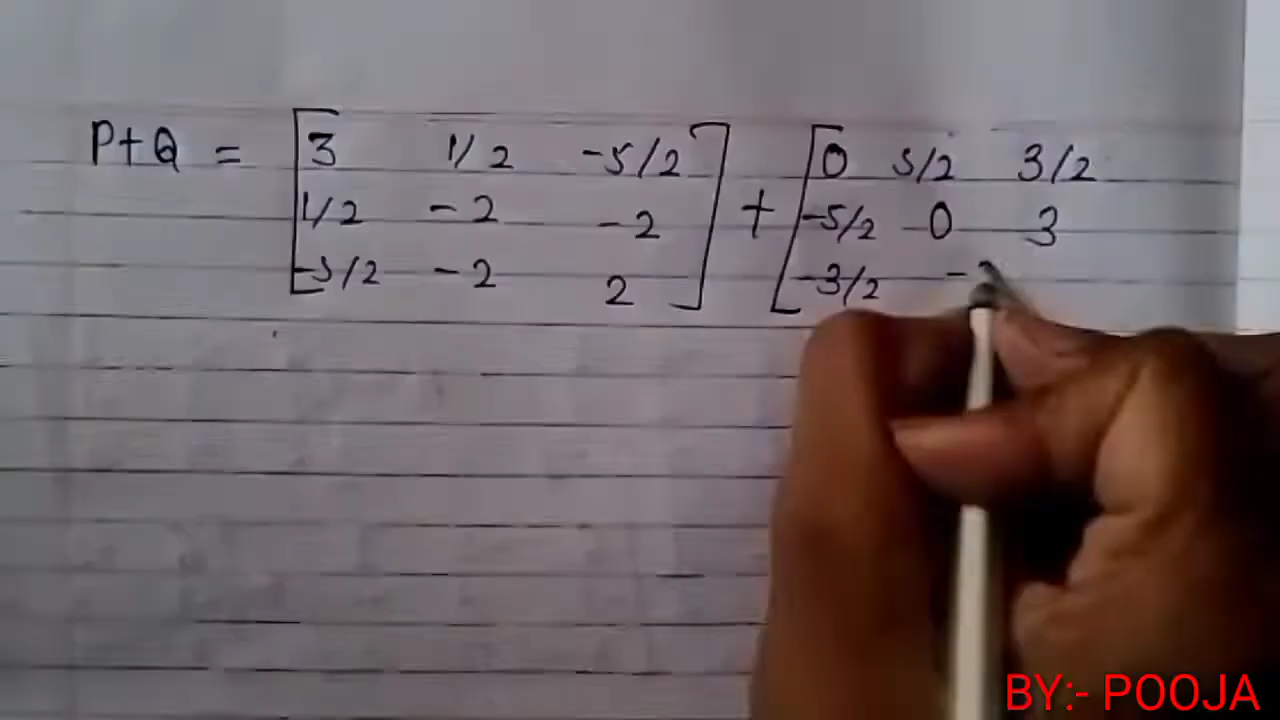 P+Q = [3 1/2 -5/2] + [0 5/2 3/2
1/2 -2 -2 -5/2 0 3
-5/2 -2 2 -3/2 -
BY:- POOJA